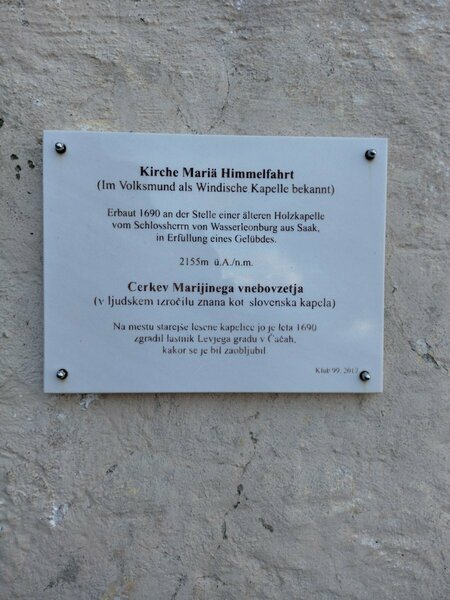 Kirche Mariä Himmelfahrt
(Im Volksmund als Windische Kapelle bekannt)
Erbaut 1690 an der Stelle einer älteren Holzkapelle
vom Schlossherrn von Wasserleonburg aus Saak,
in Erfüllung eines Gelübdes.
2155m ü.A./n.m.
Cerkev Marijinega vnebovzetja
(v ljudskem izročilu znana kot slovenska kapela)
Na mestu starejše lesene kapelice jo je leta 1690
zgradil lastnik Levjega gradu v Čačah,
kakor se je bil zaobljubil.
Klub 99, 2017